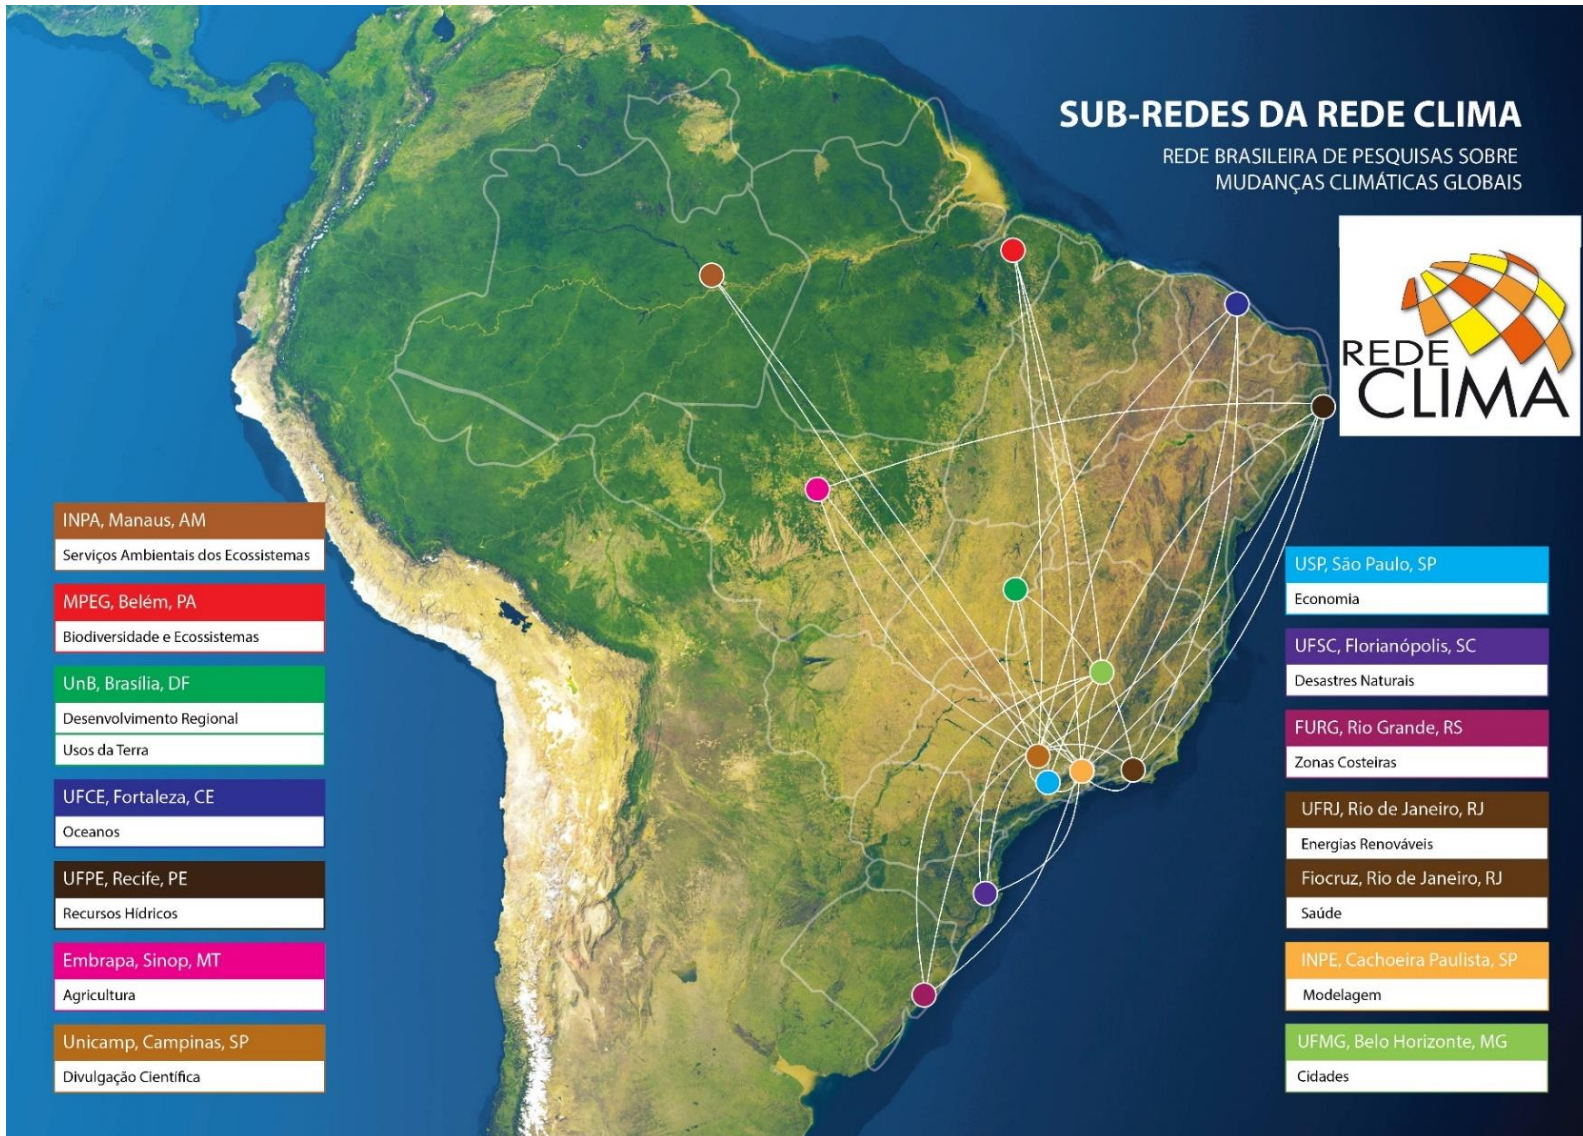 SUB-REDES DA REDE CLIMA
REDE BRASILEIRA DE PESQUISAS SOBRE
MUDANÇAS CLIMÁTICAS GLOBAIS
REDE
CLIMA
INPA, Manaus, AM
Serviços Ambientais dos Ecossistemas
MPEG, Belém, PA
Biodiversidade e Ecossistemas
UnB, Brasília, DF
Desenvolvimento Regional
Usos da Terra
UFCE, Fortaleza, CE
Oceanos
UFPE, Recife, PE
Recursos Hídricos
Embrapa, Sinop, MT
Agricultura
Unicamp, Campinas, SP
Divulgação Científica
USP, São Paulo, SP
Economia
UFSC, Florianópolis, SC
Desastres Naturais
FURG, Rio Grande, RS
Zonas Costeiras
UFRJ, Rio de Janeiro, RJ
Energias Renováveis
Fiocruz, Rio de Janeiro, RJ
Saúde
INPE, Cachoeira Paulista, SP
Modelagem
UFMG, Belo Horizonte, MG
Cidades